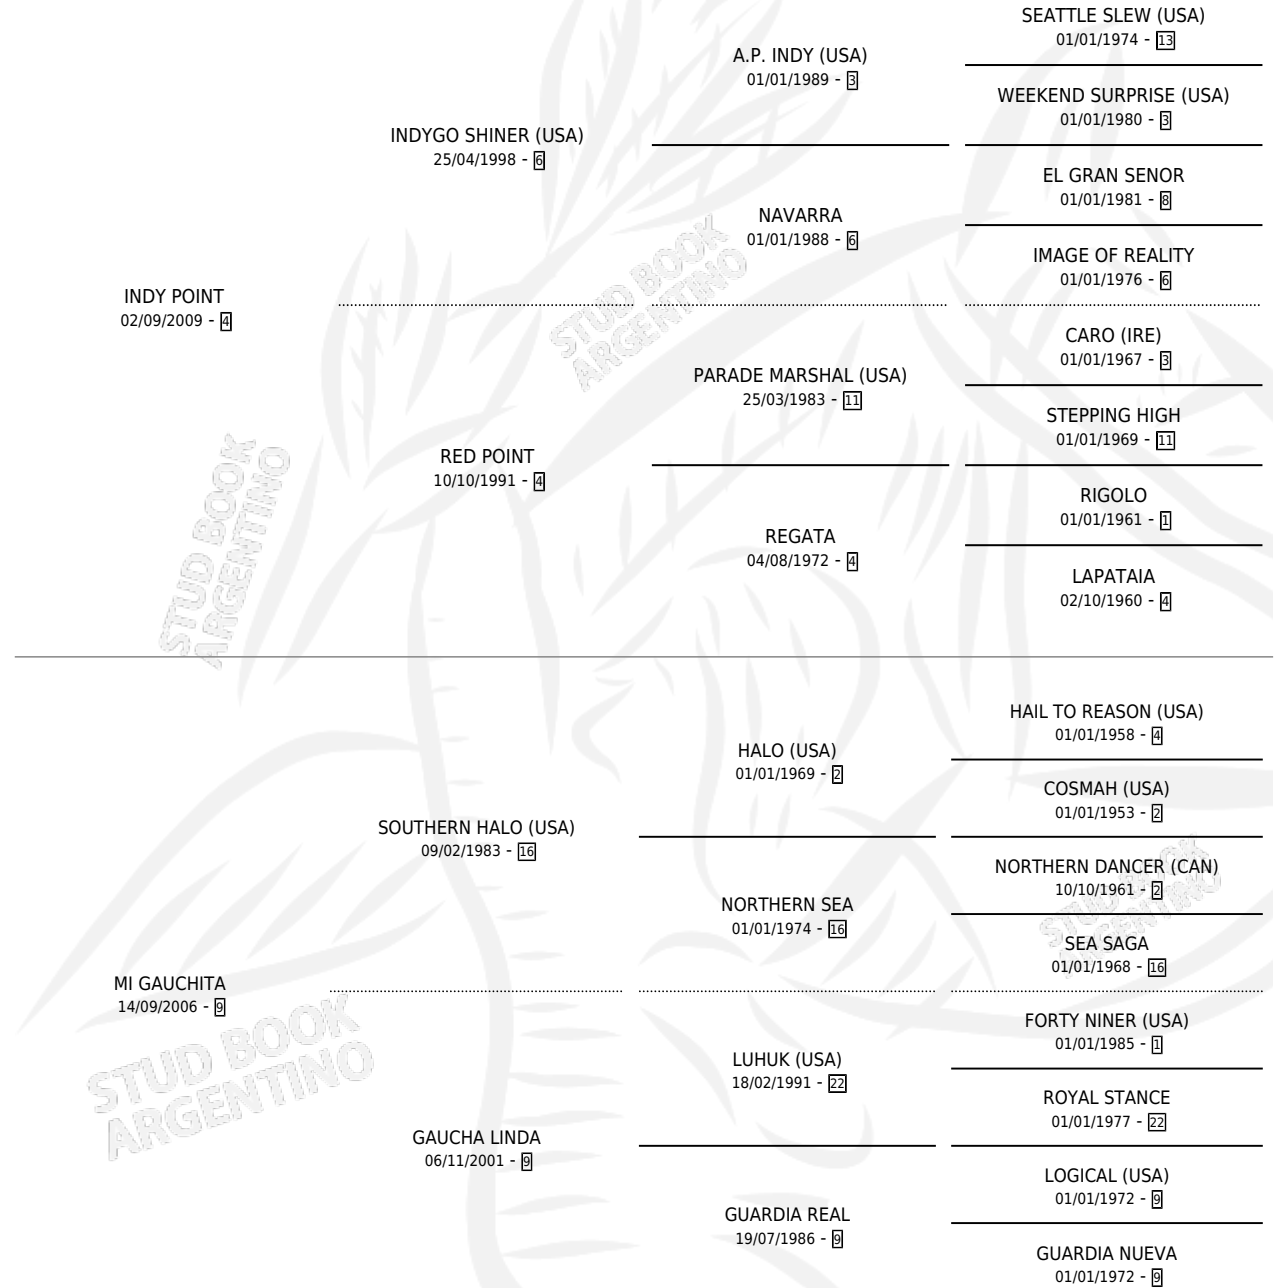 SEATTLE SLEW (USA)
01/01/1974 - 13
A.P. INDY (USA)
01/01/1989 - 3
WEEKEND SURPRISE (USA)
01/01/1980 - 3
INDYGO SHINER (USA)
25/04/1998 - 6
EL GRAN SENOR
01/01/1981 - 8
NAVARRA
01/01/1988 - 6
IMAGE OF REALITY
01/01/1976 - 6
INDY POINT
02/09/2009 - 4
CARO (IRE)
01/01/1967 - 3
PARADE MARSHAL (USA)
25/03/1983 - 11
STEPPING HIGH
01/01/1969 - 11
RED POINT
10/10/1991 - 4
RIGOLO
01/01/1961 - 1
REGATA
04/08/1972 - 4
LAPATAIA
02/10/1960 - 4
HAIL TO REASON (USA)
01/01/1958 - 4
HALO (USA)
01/01/1969 - 2
COSMAH (USA)
01/01/1953 - 2
SOUTHERN HALO (USA)
09/02/1983 - 16
NORTHERN DANCER (CAN)
10/10/1961 - 2
NORTHERN SEA
01/01/1974 - 16
SEA SAGA
01/01/1968 - 16
MI GAUCHITA
14/09/2006 - 9
FORTY NINER (USA)
01/01/1985 - 1
LUHUK (USA)
18/02/1991 - 22
ROYAL STANCE
01/01/1977 - 22
GAUCHA LINDA
06/11/2001 - 9
LOGICAL (USA)
01/01/1972 - 9
GUARDIA REAL
19/07/1986 - 9
GUARDIA NUEVA
01/01/1972 - 9
STUD BOOK
ARGENTINO
STUD BOOK
ARGENTINO
STUD BOOK
ARGENTINO
STUD BOOK
ARGENTINO